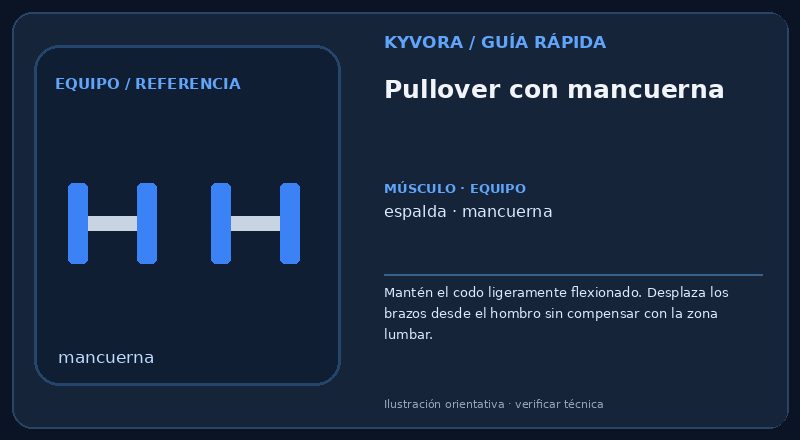 EQUIPO / REFERENCIA
mancuerna
KYVORA / GUÍA RÁPIDA
Pullover con mancuerna
MÚSCULO · EQUIPO
espalda · mancuerna
Mantén el codo ligeramente flexionado. Desplaza los
brazos desde el hombro sin compensar con la zona
lumbar.
Ilustración orientativa · verificar técnica